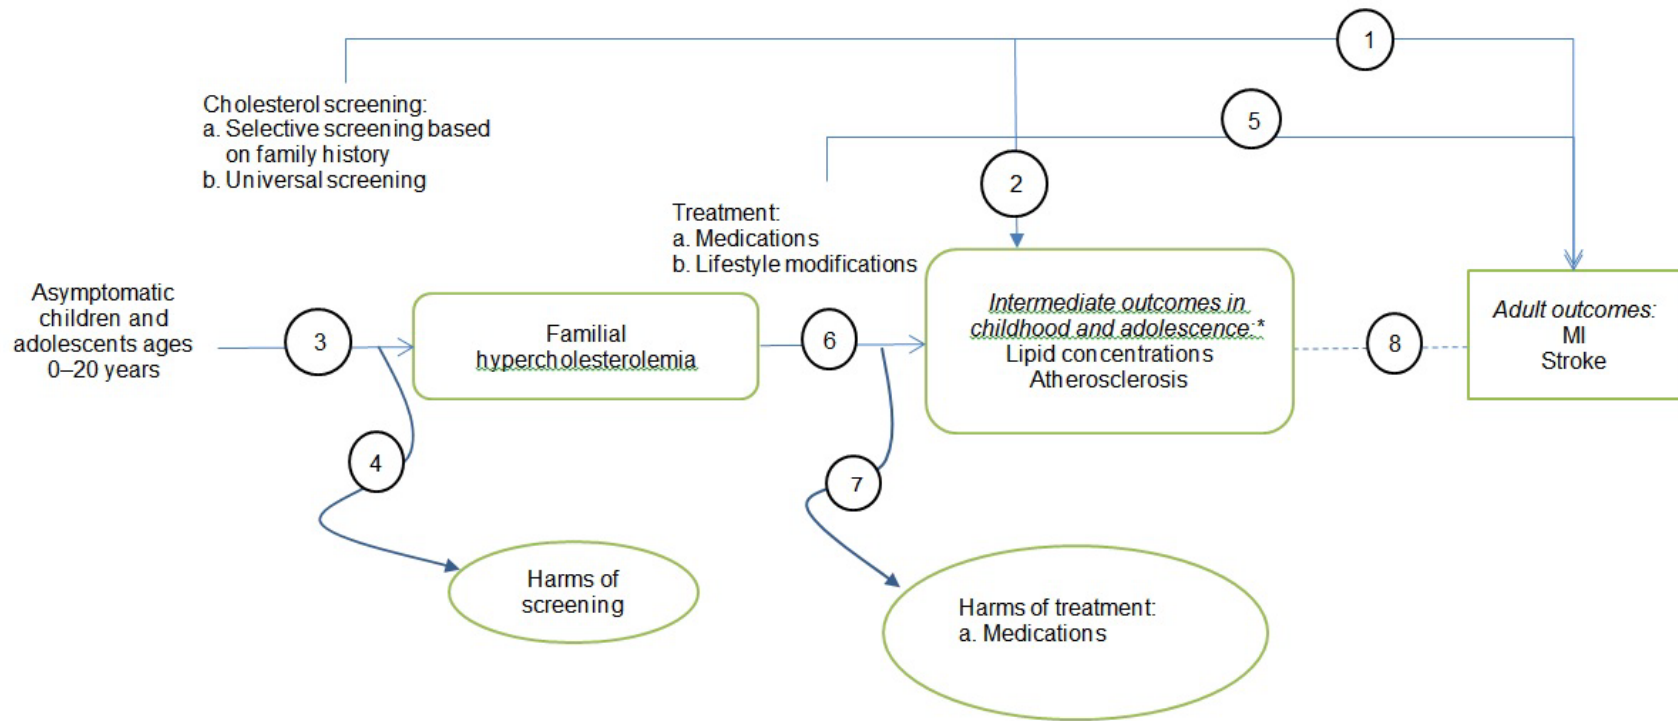 1
Cholesterol screening:
a. Selective screening based
on family history
b. Universal screening
5
2
Treatment:
a. Medications
b. Lifestyle modifications
Asymptomatic
children and
adolescents ages
0–20 years
3
Familial
hypercholesterolemia
6
Intermediate outcomes in
childhood and adolescence:*
Lipid concentrations
Atherosclerosis
8
Adult outcomes:
MI
Stroke
4
7
Harms of
screening
Harms of treatment:
a. Medications